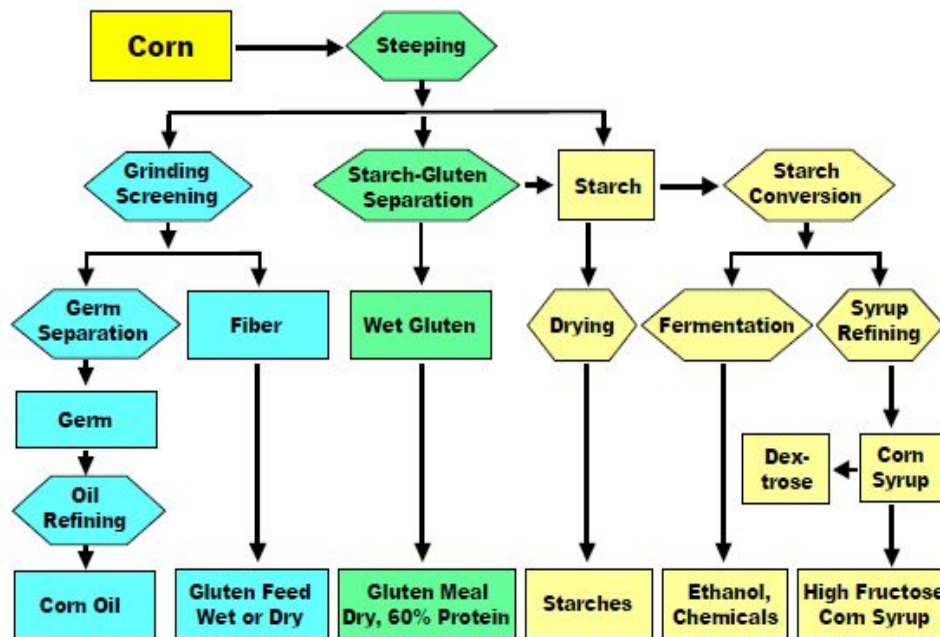 Corn
Steeping
Grinding
Screening
Starch-Gluten
Separation
Starch
Starch
Conversion
Germ
Separation
Fiber
Wet Gluten
Drying
Fermentation
Syrup
Refining
Germ
Dex-
trose
Corn
Syrup
Oil
Refining
Corn Oil
Gluten Feed
Wet or Dry
Gluten Meal
Dry, 60% Protein
Starches
Ethanol,
Chemicals
High Fructose
Corn Syrup